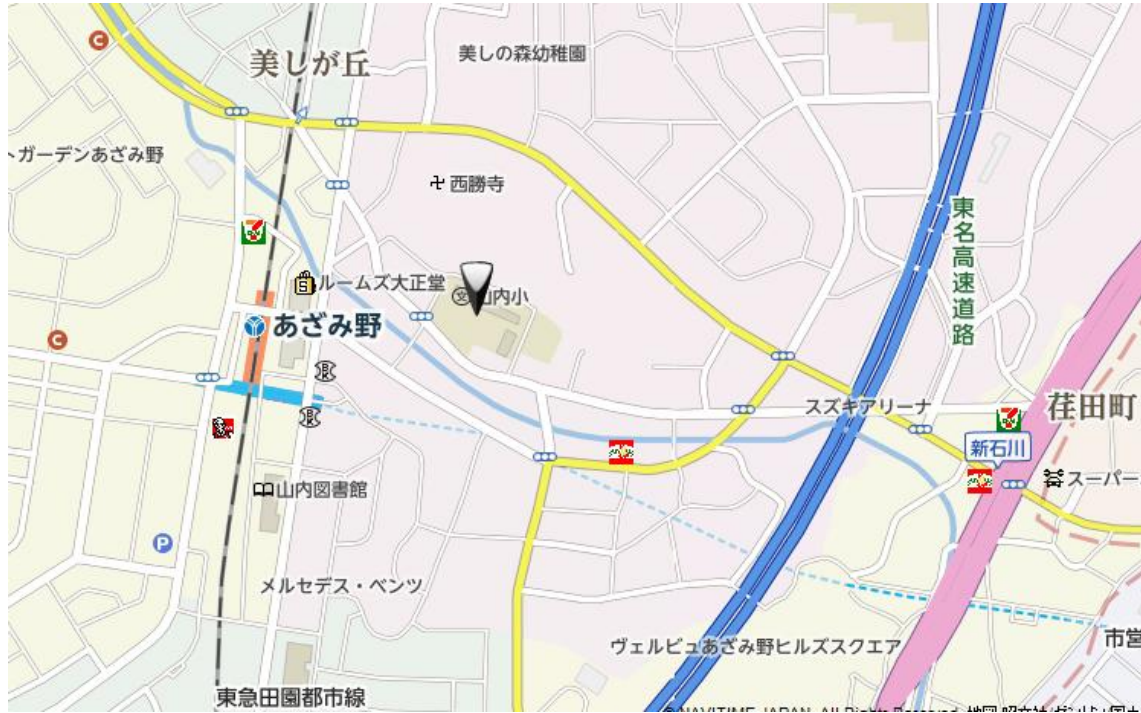 美しが丘
美しの森幼稚園
トガーデンあざみ野
西勝寺
東名高速道路
ルームズ大正堂
山内小
あざみ野
スズキアリーナ
荏田町
新石川
スーパー
山内図書館
P
メルセデス・ベンツ
ヴェルビュあざみ野ヒルズスクエア
市営
東急田園都市線